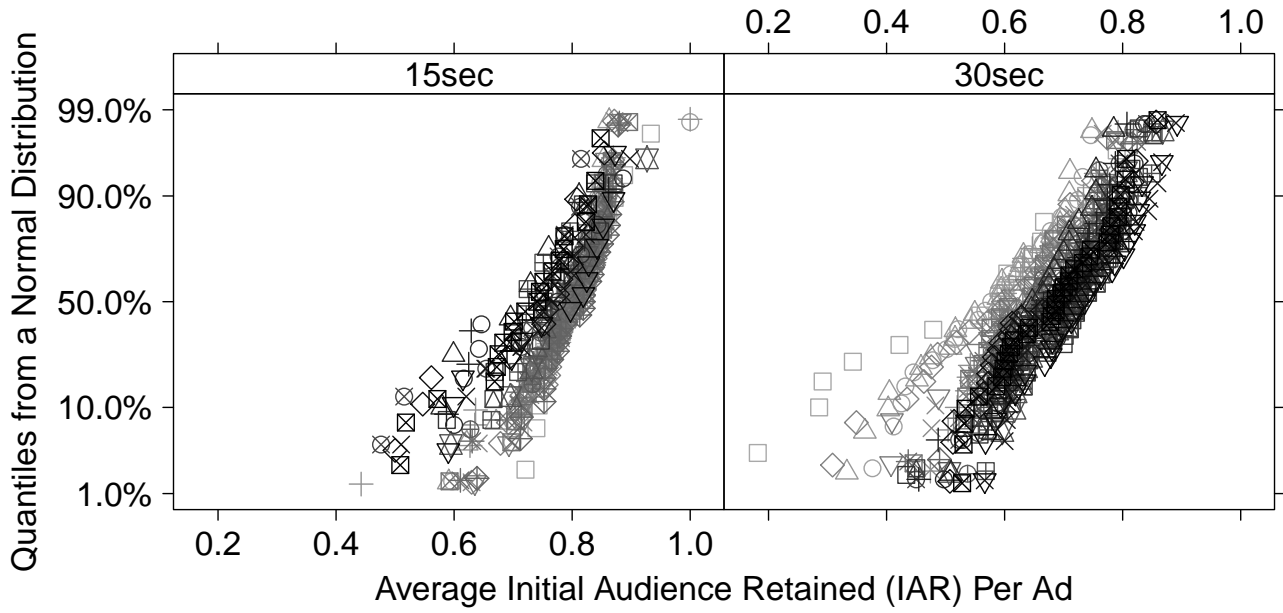 0.2 0.4 0.6 0.8 1.0
15sec 30sec
Quantiles from a Normal Distribution
99.0%
90.0%
50.0%
10.0%
1.0%
0.2 0.4 0.6 0.8 1.0
Average Initial Audience Retained (IAR) Per Ad